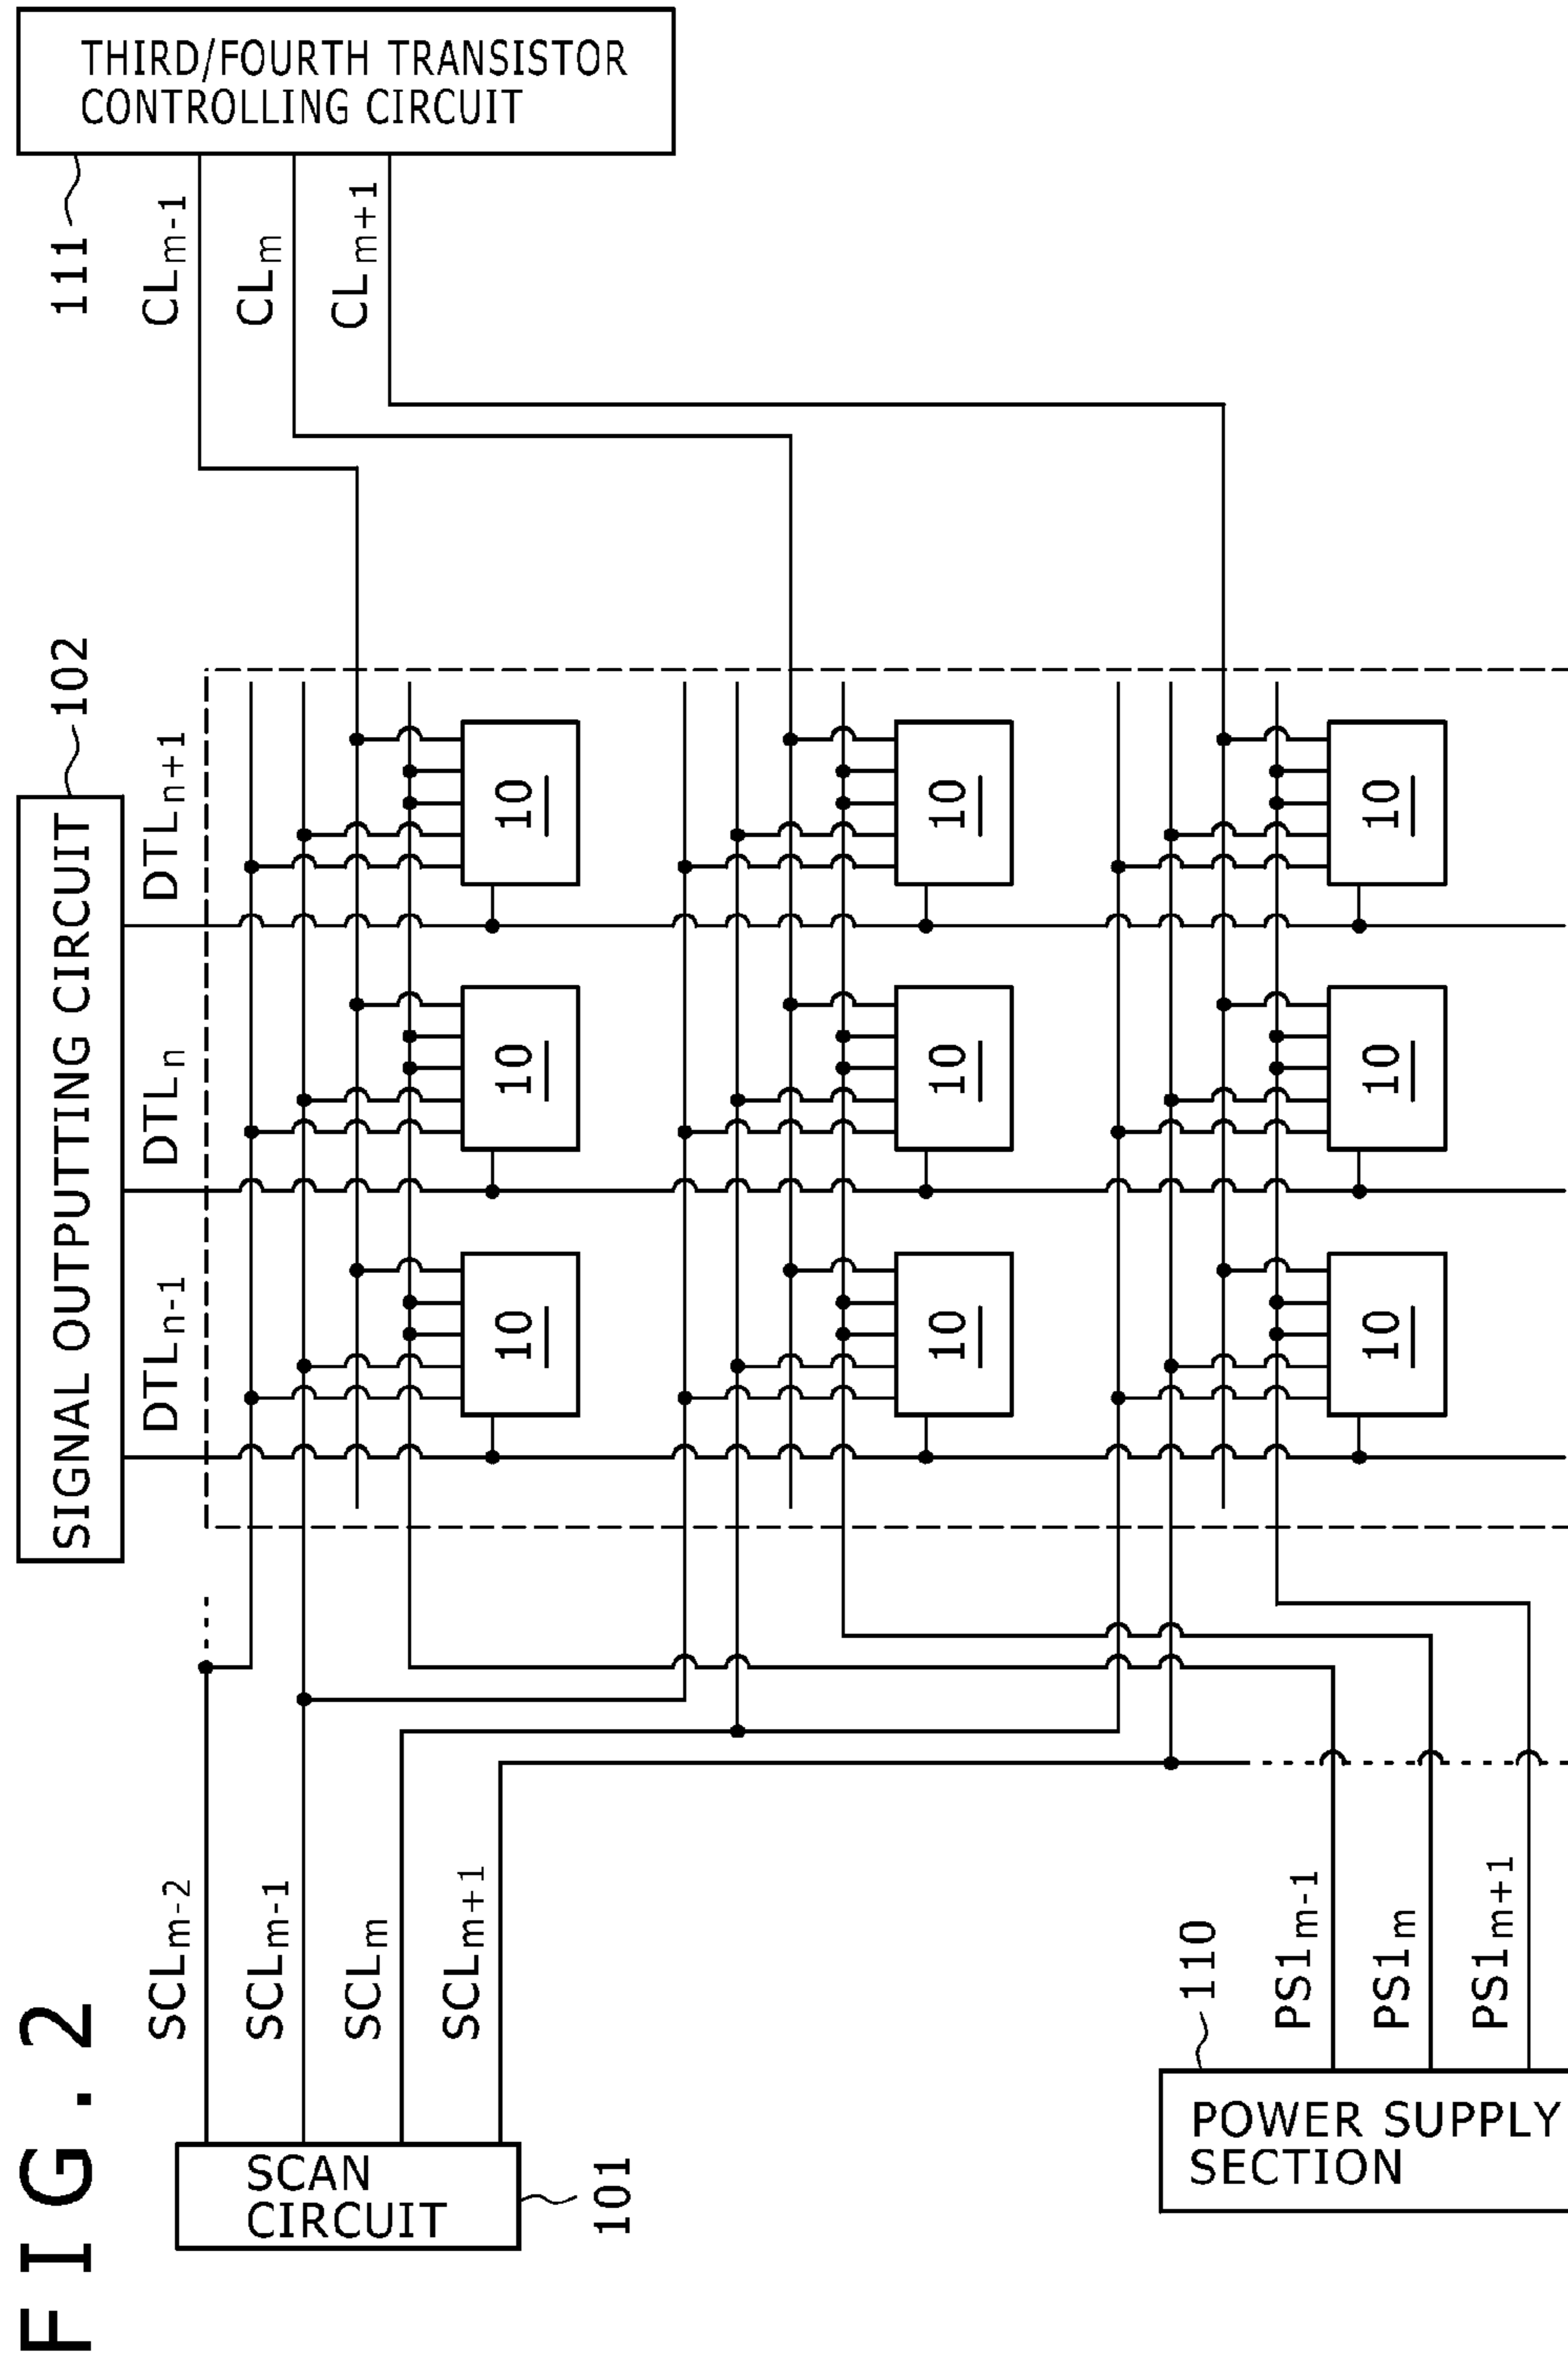 FIG.2
THIRD/FOURTH TRANSISTOR
CONTROLLING CIRCUIT
111
CLm-1
CLm
CLm+1
SIGNAL OUTPUTTING CIRCUIT
102
DTLn-1
DTLn
DTLn+1
10
10
10
10
10
10
10
10
10
SCLm-2
SCLm-1
SCLm
SCLm+1
SCAN
CIRCUIT
101
110
PS1m-1
PS1m
PS1m+1
POWER SUPPLY
SECTION